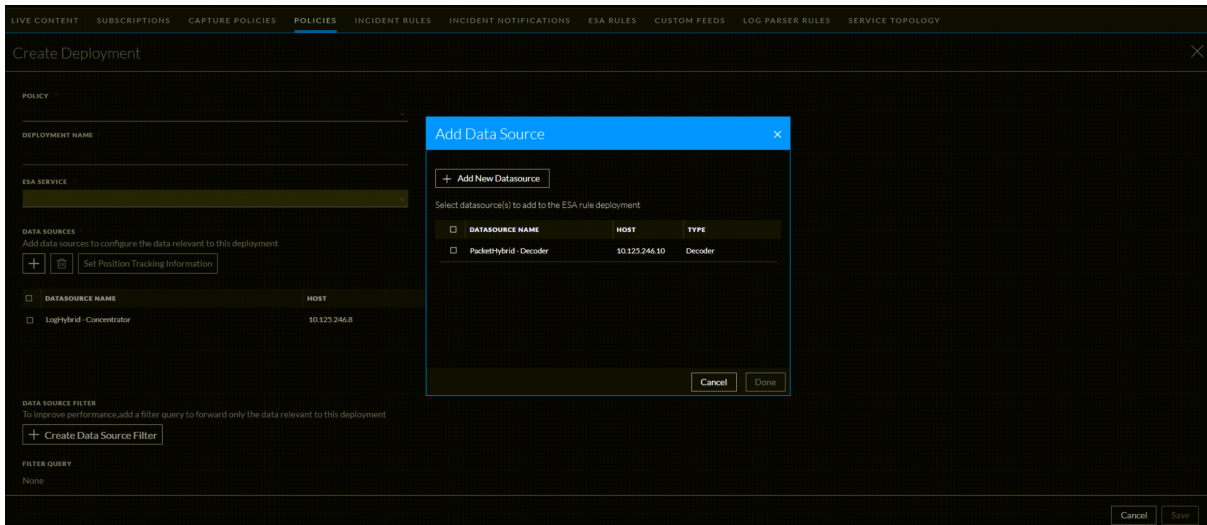 LIVE CONTENT SUBSCRIPTIONS CAPTURE POLICIES POLICIES INCIDENT RULES INCIDENT NOTIFICATIONS ESA RULES CUSTOM FEEDS LOG PARSER RULES SERVICE TOPOLOGY
Create Deployment
POLICY *
DEPLOYMENT NAME *
ESA SERVICE *
DATA SOURCES *
Add data sources to configure the data relevant to this deployment
Set Position Tracking Information
DATASOURCE NAME HOST
LogHybrid - Concentrator 10.125.246.8
DATA SOURCE FILTER
To improve performance,add a filter query to forward only the data relevant to this deployment
+ Create Data Source Filter
FILTER QUERY
None
Cancel Save
Add Data Source ×
+ Add New Datasource
Select datasource(s) to add to the ESA rule deployment
DATASOURCE NAME HOST TYPE
PacketHybrid - Decoder 10.125.246.10 Decoder
Cancel Done